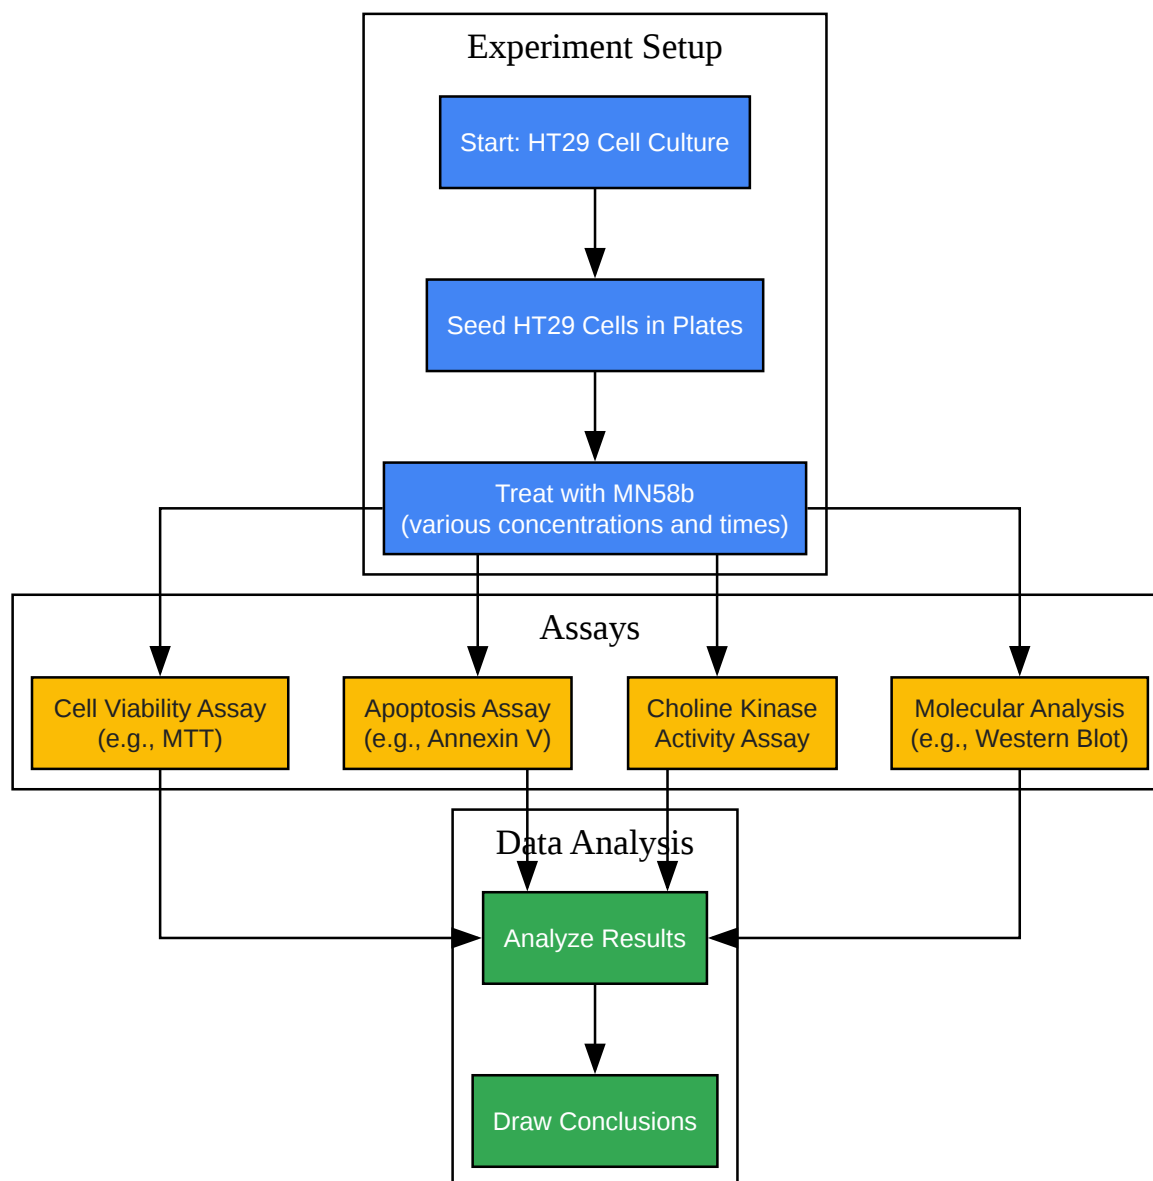 Experiment Setup
Start: HT29 Cell Culture
Seed HT29 Cells in Plates
Treat with MN58b
(various concentrations and times)
Assays
Cell Viability Assay
(e.g., MTT)
Apoptosis Assay
(e.g., Annexin V)
Choline Kinase
Activity Assay
Molecular Analysis
(e.g., Western Blot)
Data Analysis
Analyze Results
Draw Conclusions